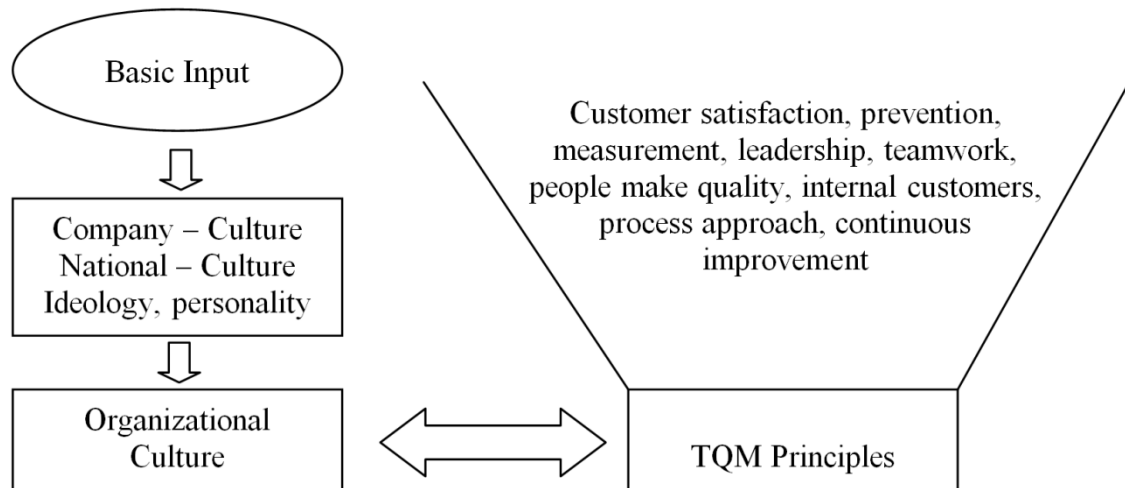 Basic Input
Company – Culture
National – Culture
Ideology, personality
Organizational
Culture
Customer satisfaction, prevention,
measurement, leadership, teamwork,
people make quality, internal customers,
process approach, continuous
improvement
TQM Principles